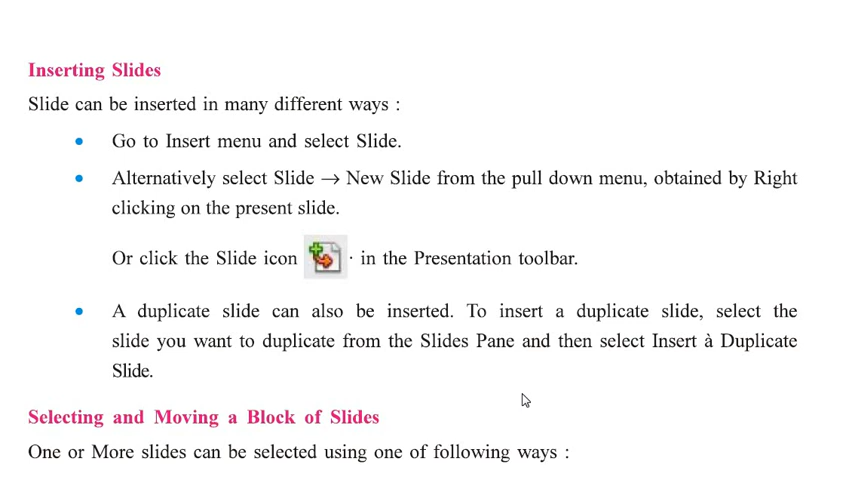 Inserting Slides
Slide can be inserted in many different ways :
• Go to Insert menu and select Slide.
• Alternatively select Slide → New Slide from the pull down menu, obtained by Right
clicking on the present slide.
Or click the Slide icon · in the Presentation toolbar.
• A duplicate slide can also be inserted. To insert a duplicate slide, select the
slide you want to duplicate from the Slides Pane and then select Insert à Duplicate
Slide.
Selecting and Moving a Block of Slides
One or More slides can be selected using one of following ways :